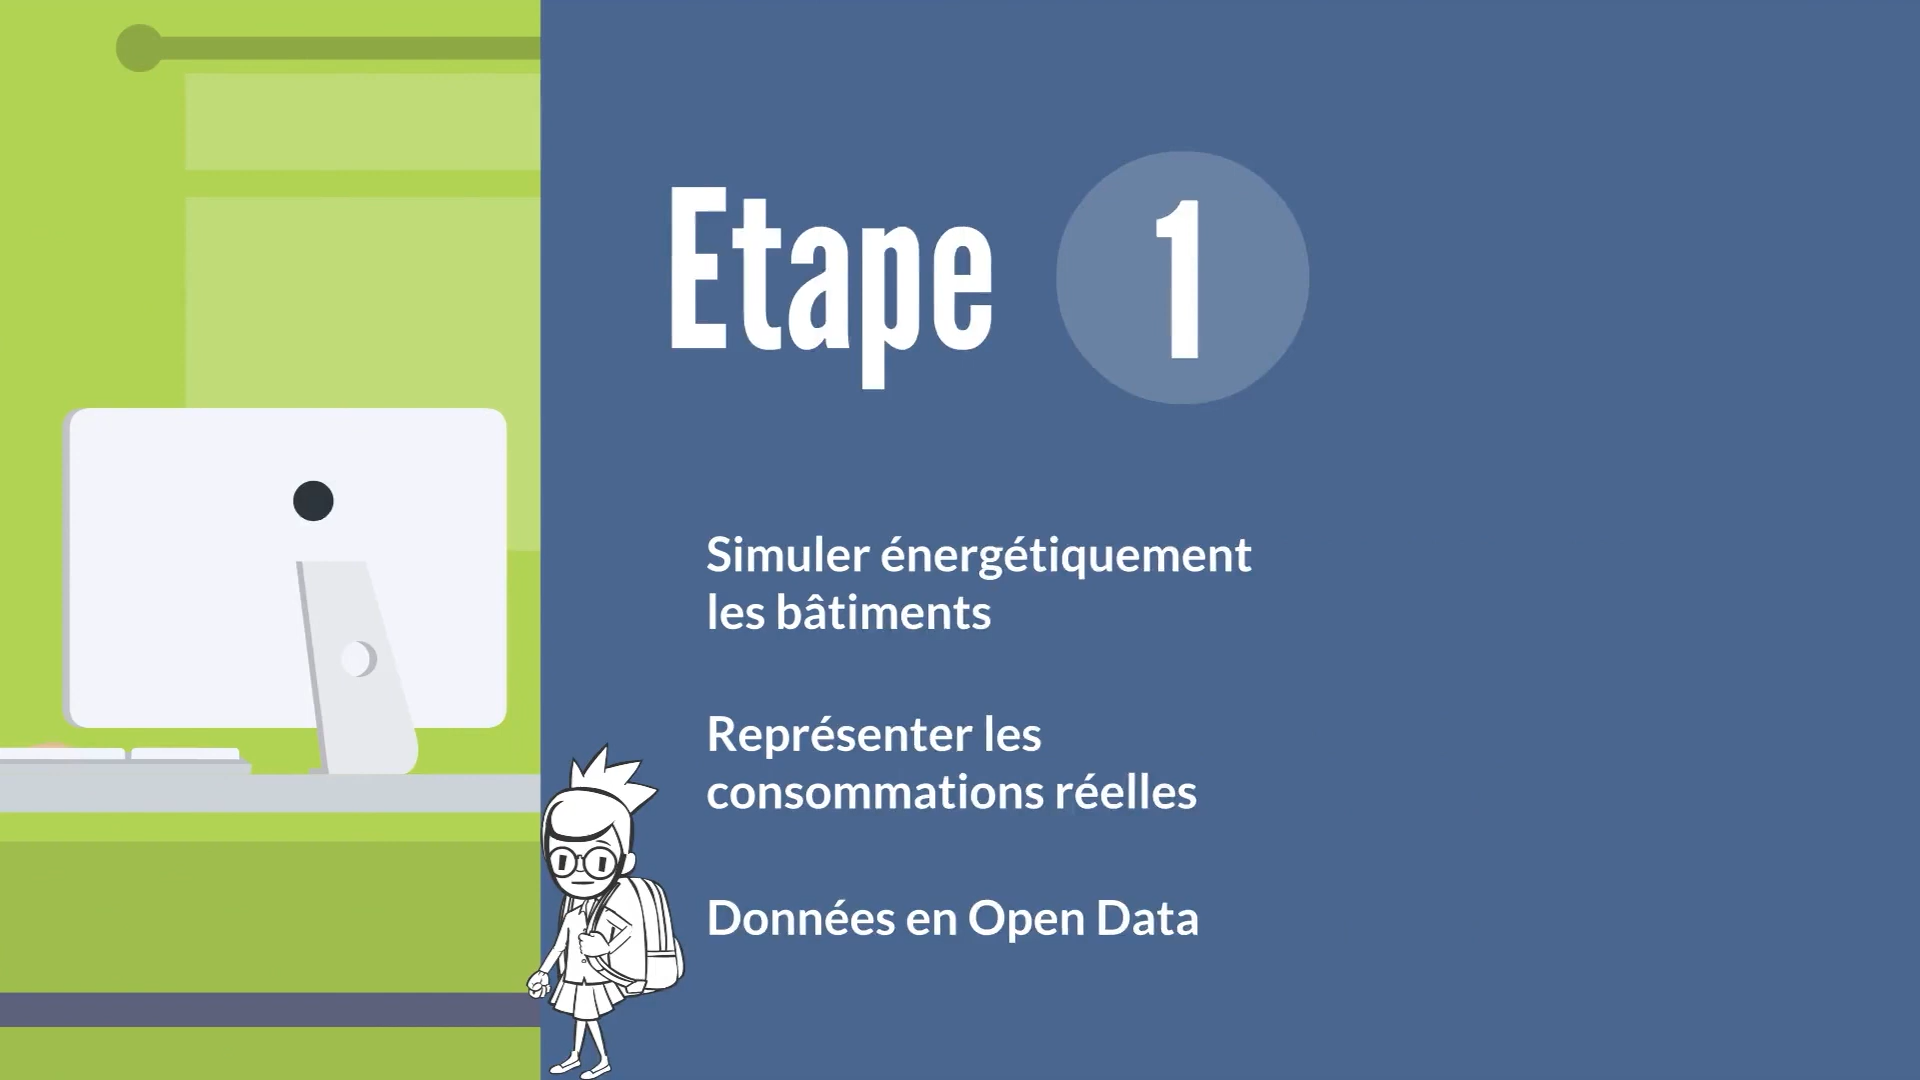 Etape 1
Simuler énergétiquement
les bâtiments
Représenter les
consommations réelles
Données en Open Data